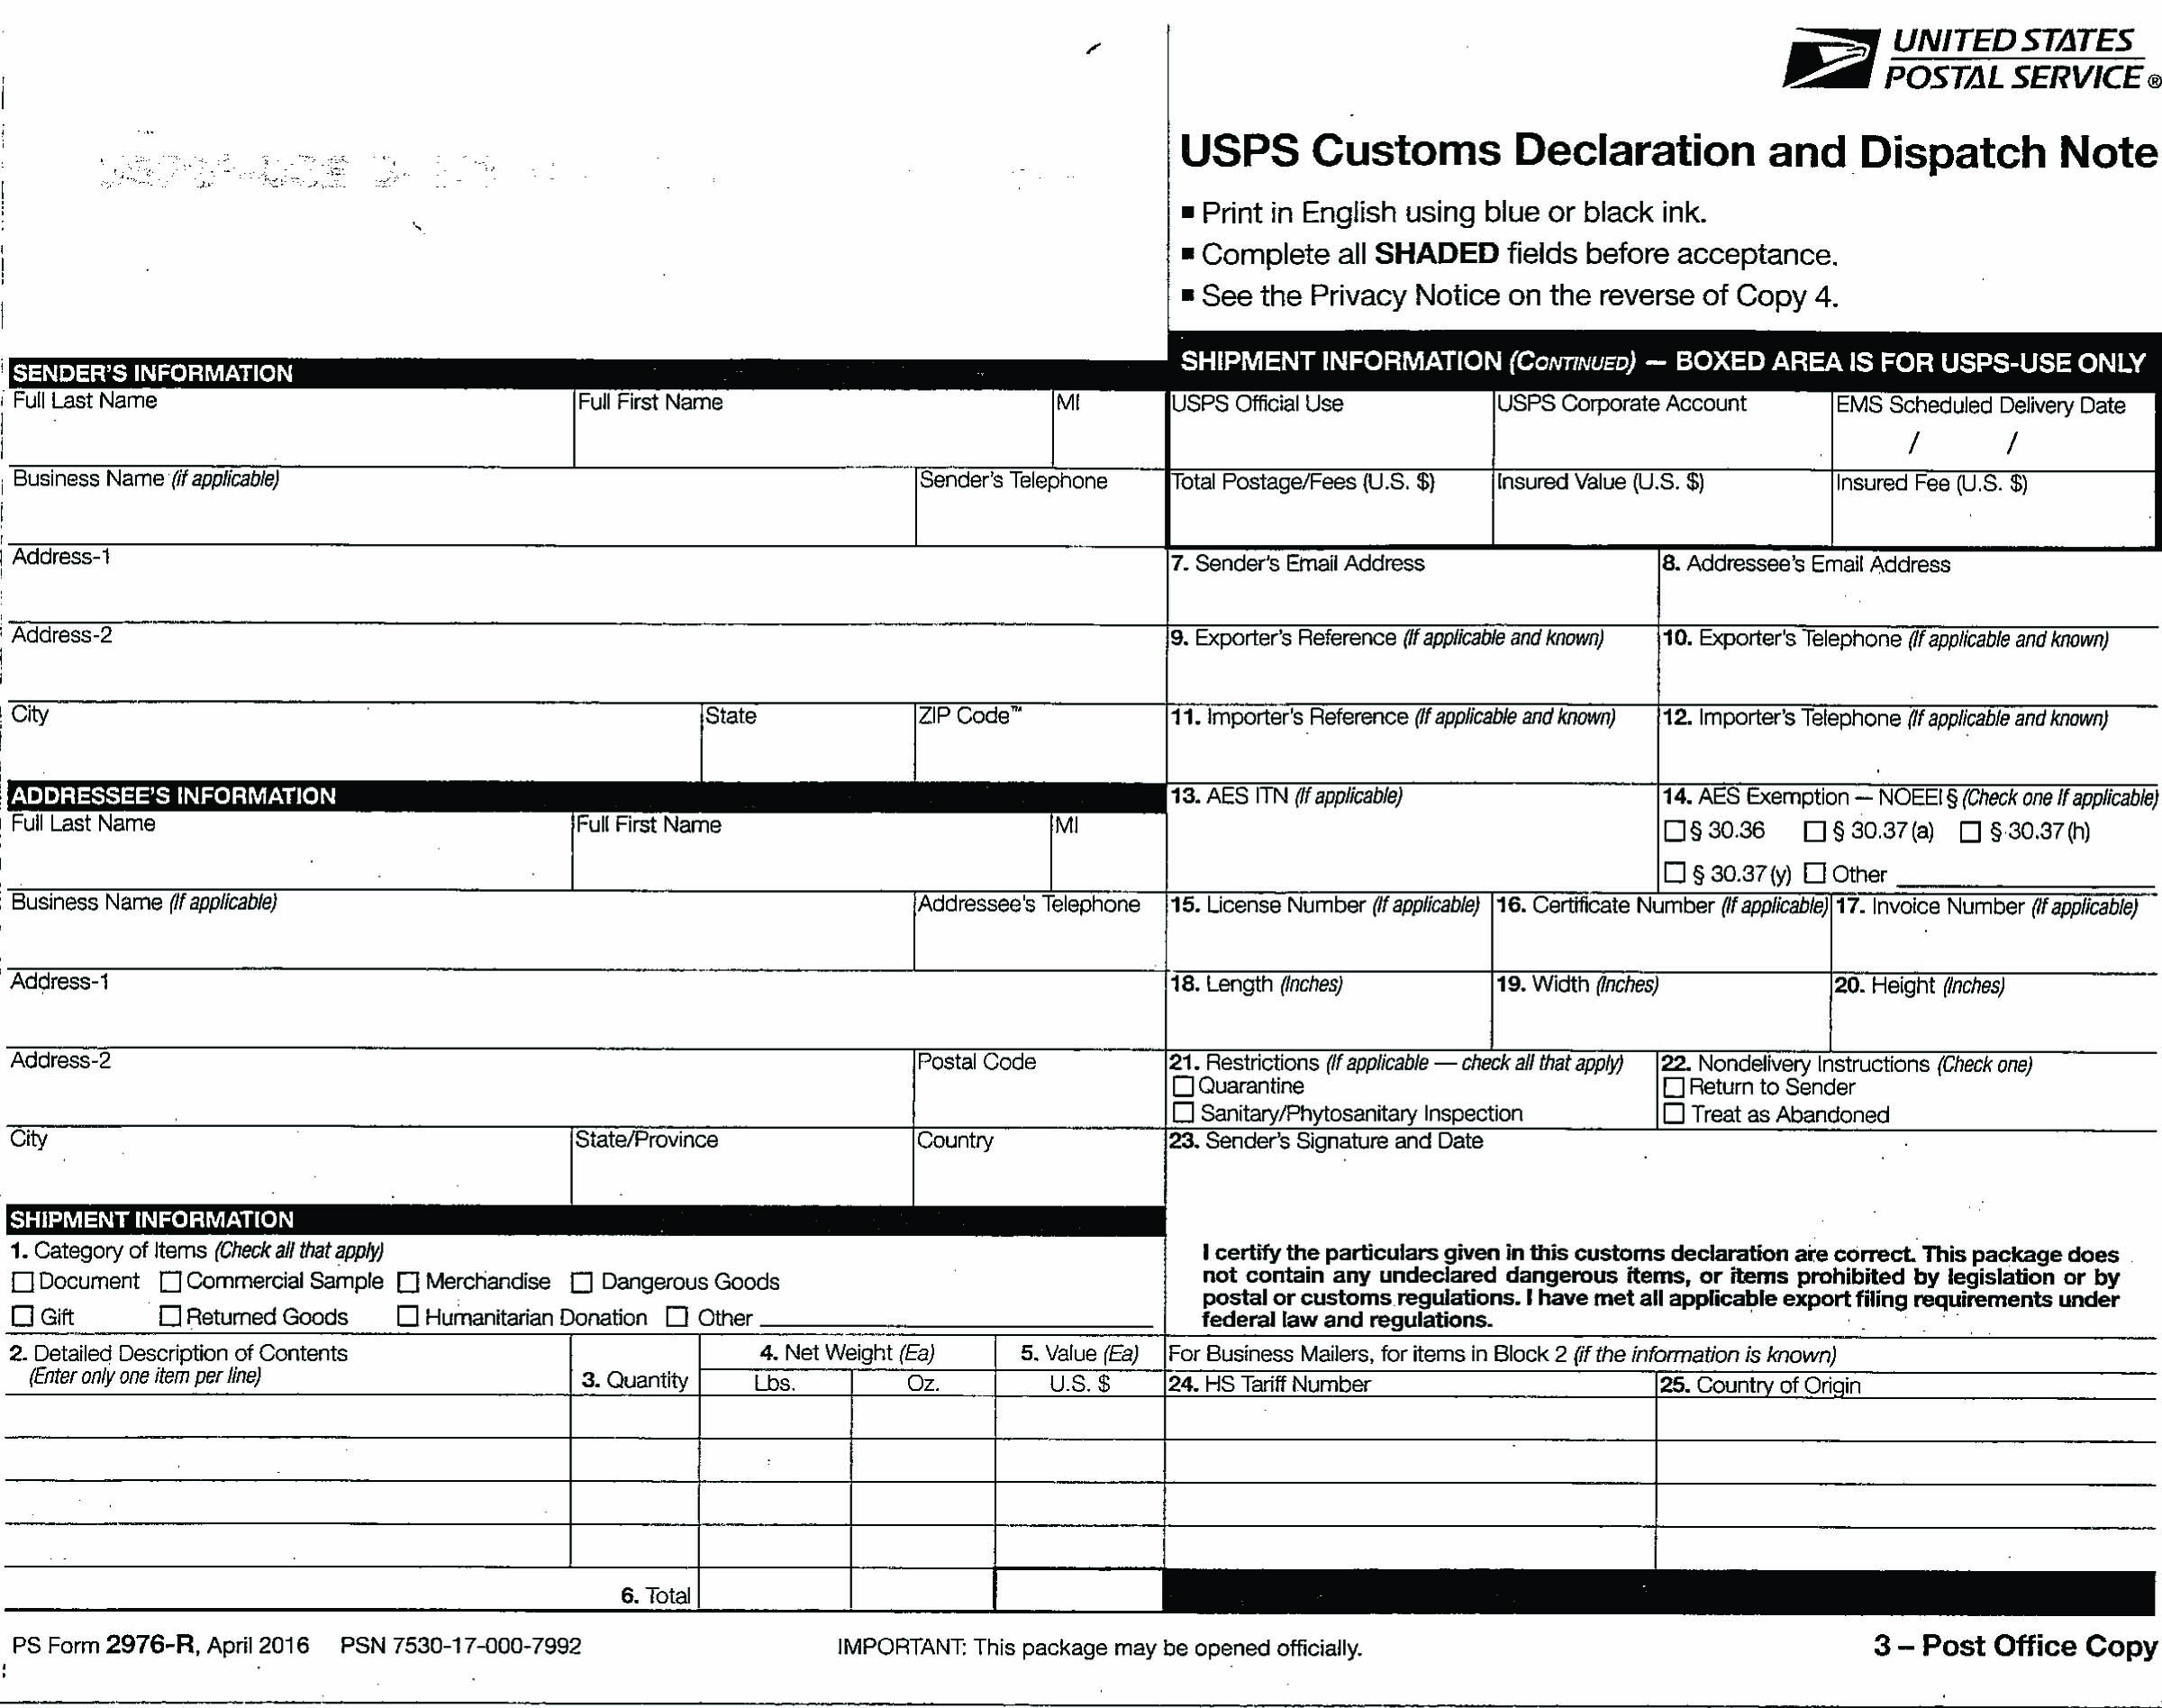 UNITED STATES
POSTAL SERVICE ®
USPS Customs Declaration and Dispatch Note
■ Print in English using blue or black ink.
■ Complete all SHADED fields before acceptance.
■ See the Privacy Notice on the reverse of Copy 4.
SENDER'S INFORMATION
Full Last Name
Full First Name
MI
Business Name (if applicable)
Sender's Telephone
Address-1
Address-2
City
State
ZIP Code™
ADDRESSEE'S INFORMATION
Full Last Name
Full First Name
MI
Business Name (If applicable)
Addressee's Telephone
Address-1
Address-2
Postal Code
City
State/Province
Country
SHIPMENT INFORMATION
1. Category of Items (Check all that apply)
Document Commercial Sample Merchandise Dangerous Goods
Gift Returned Goods Humanitarian Donation Other
2. Detailed Description of Contents
(Enter only one item per line)
3. Quantity
4. Net Weight (Ea)
Lbs.
Oz.
5. Value (Ea)
U.S. $
6. Total
SHIPMENT INFORMATION (CONTINUED) — BOXED AREA IS FOR USPS-USE ONLY
USPS Official Use
USPS Corporate Account
EMS Scheduled Delivery Date
/ /
Total Postage/Fees (U.S. $)
Insured Value (U.S. $)
Insured Fee (U.S. $)
7. Sender's Email Address
8. Addressee's Email Address
9. Exporter's Reference (If applicable and known)
10. Exporter's Telephone (If applicable and known)
11. Importer's Reference (If applicable and known)
12. Importer's Telephone (If applicable and known)
13. AES ITN (If applicable)
14. AES Exemption — NOEEI § (Check one If applicable)
§ 30.36 § 30.37 (a) § 30.37 (h)
§ 30.37 (y) Other
15. License Number (If applicable)
16. Certificate Number (If applicable)
17. Invoice Number (If applicable)
18. Length (Inches)
19. Width (Inches)
20. Height (Inches)
21. Restrictions (If applicable — check all that apply)
Quarantine
Sanitary/Phytosanitary Inspection
22. Nondelivery Instructions (Check one)
Return to Sender
Treat as Abandoned
23. Sender's Signature and Date
I certify the particulars given in this customs declaration are correct. This package does
not contain any undeclared dangerous items, or items prohibited by legislation or by
postal or customs regulations. I have met all applicable export filing requirements under
federal law and regulations.
For Business Mailers, for items in Block 2 (if the information is known)
24. HS Tariff Number
25. Country of Origin
PS Form 2976-R, April 2016 PSN 7530-17-000-7992
IMPORTANT: This package may be opened officially.
3 – Post Office Copy